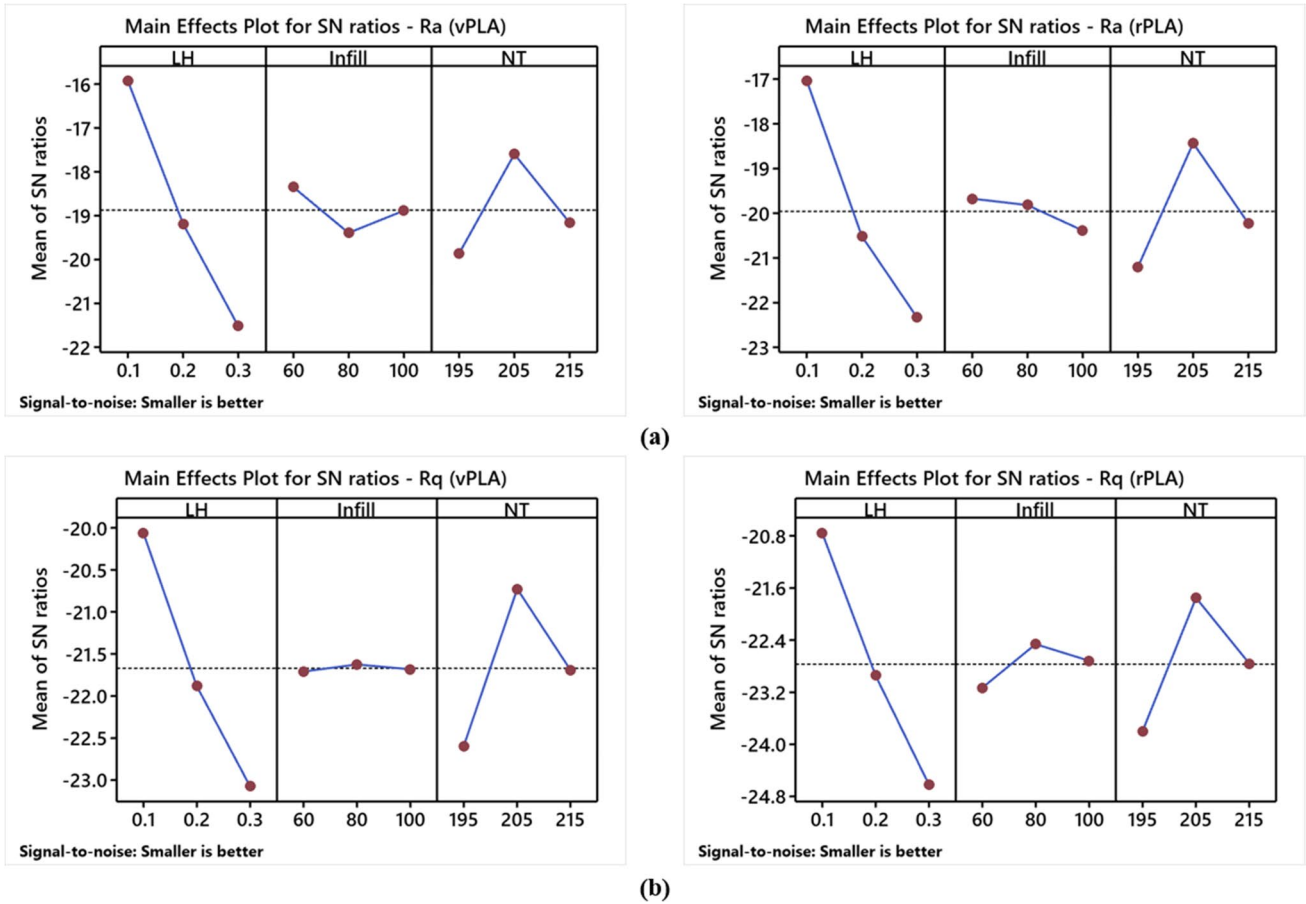 Main Effects Plot for SN ratios - Ra (vPLA)
LH Infill NT
Mean of SN ratios
-16
-17
-18
-19
-20
-21
-22
0.1 0.2 0.3 60 80 100 195 205 215
Signal-to-noise: Smaller is better
Main Effects Plot for SN ratios - Ra (rPLA)
LH Infill NT
Mean of SN ratios
-17
-18
-19
-20
-21
-22
-23
0.1 0.2 0.3 60 80 100 195 205 215
Signal-to-noise: Smaller is better
(a)
Main Effects Plot for SN ratios - Rq (vPLA)
LH Infill NT
Mean of SN ratios
-20.0
-20.5
-21.0
-21.5
-22.0
-22.5
-23.0
0.1 0.2 0.3 60 80 100 195 205 215
Signal-to-noise: Smaller is better
Main Effects Plot for SN ratios - Rq (rPLA)
LH Infill NT
Mean of SN ratios
-20.8
-21.6
-22.4
-23.2
-24.0
-24.8
0.1 0.2 0.3 60 80 100 195 205 215
Signal-to-noise: Smaller is better
(b)